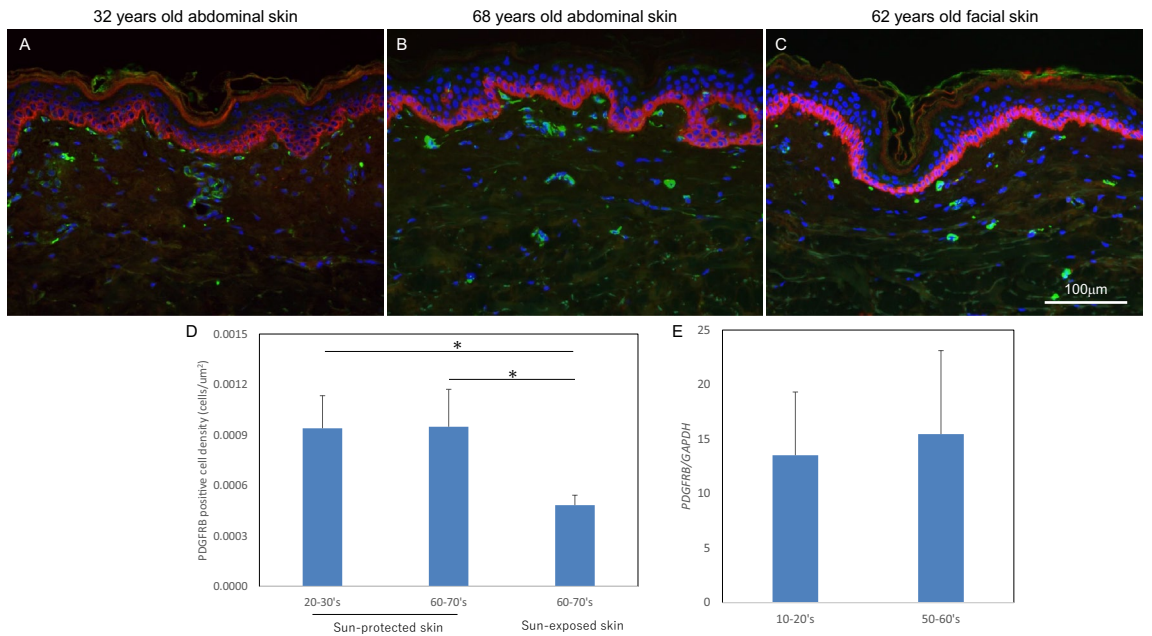 32 years old abdominal skin
68 years old abdominal skin
62 years old facial skin
A
B
C
100μm
D
PDGFRB positive cell density (cells/um²)
0.0015
0.0012
0.0009
0.0006
0.0003
0.0000
*
*
20-30's
60-70's
60-70's
Sun-protected skin
Sun-exposed skin
E
PDGFRB/GAPDH
25
20
15
10
5
0
10-20's
50-60's